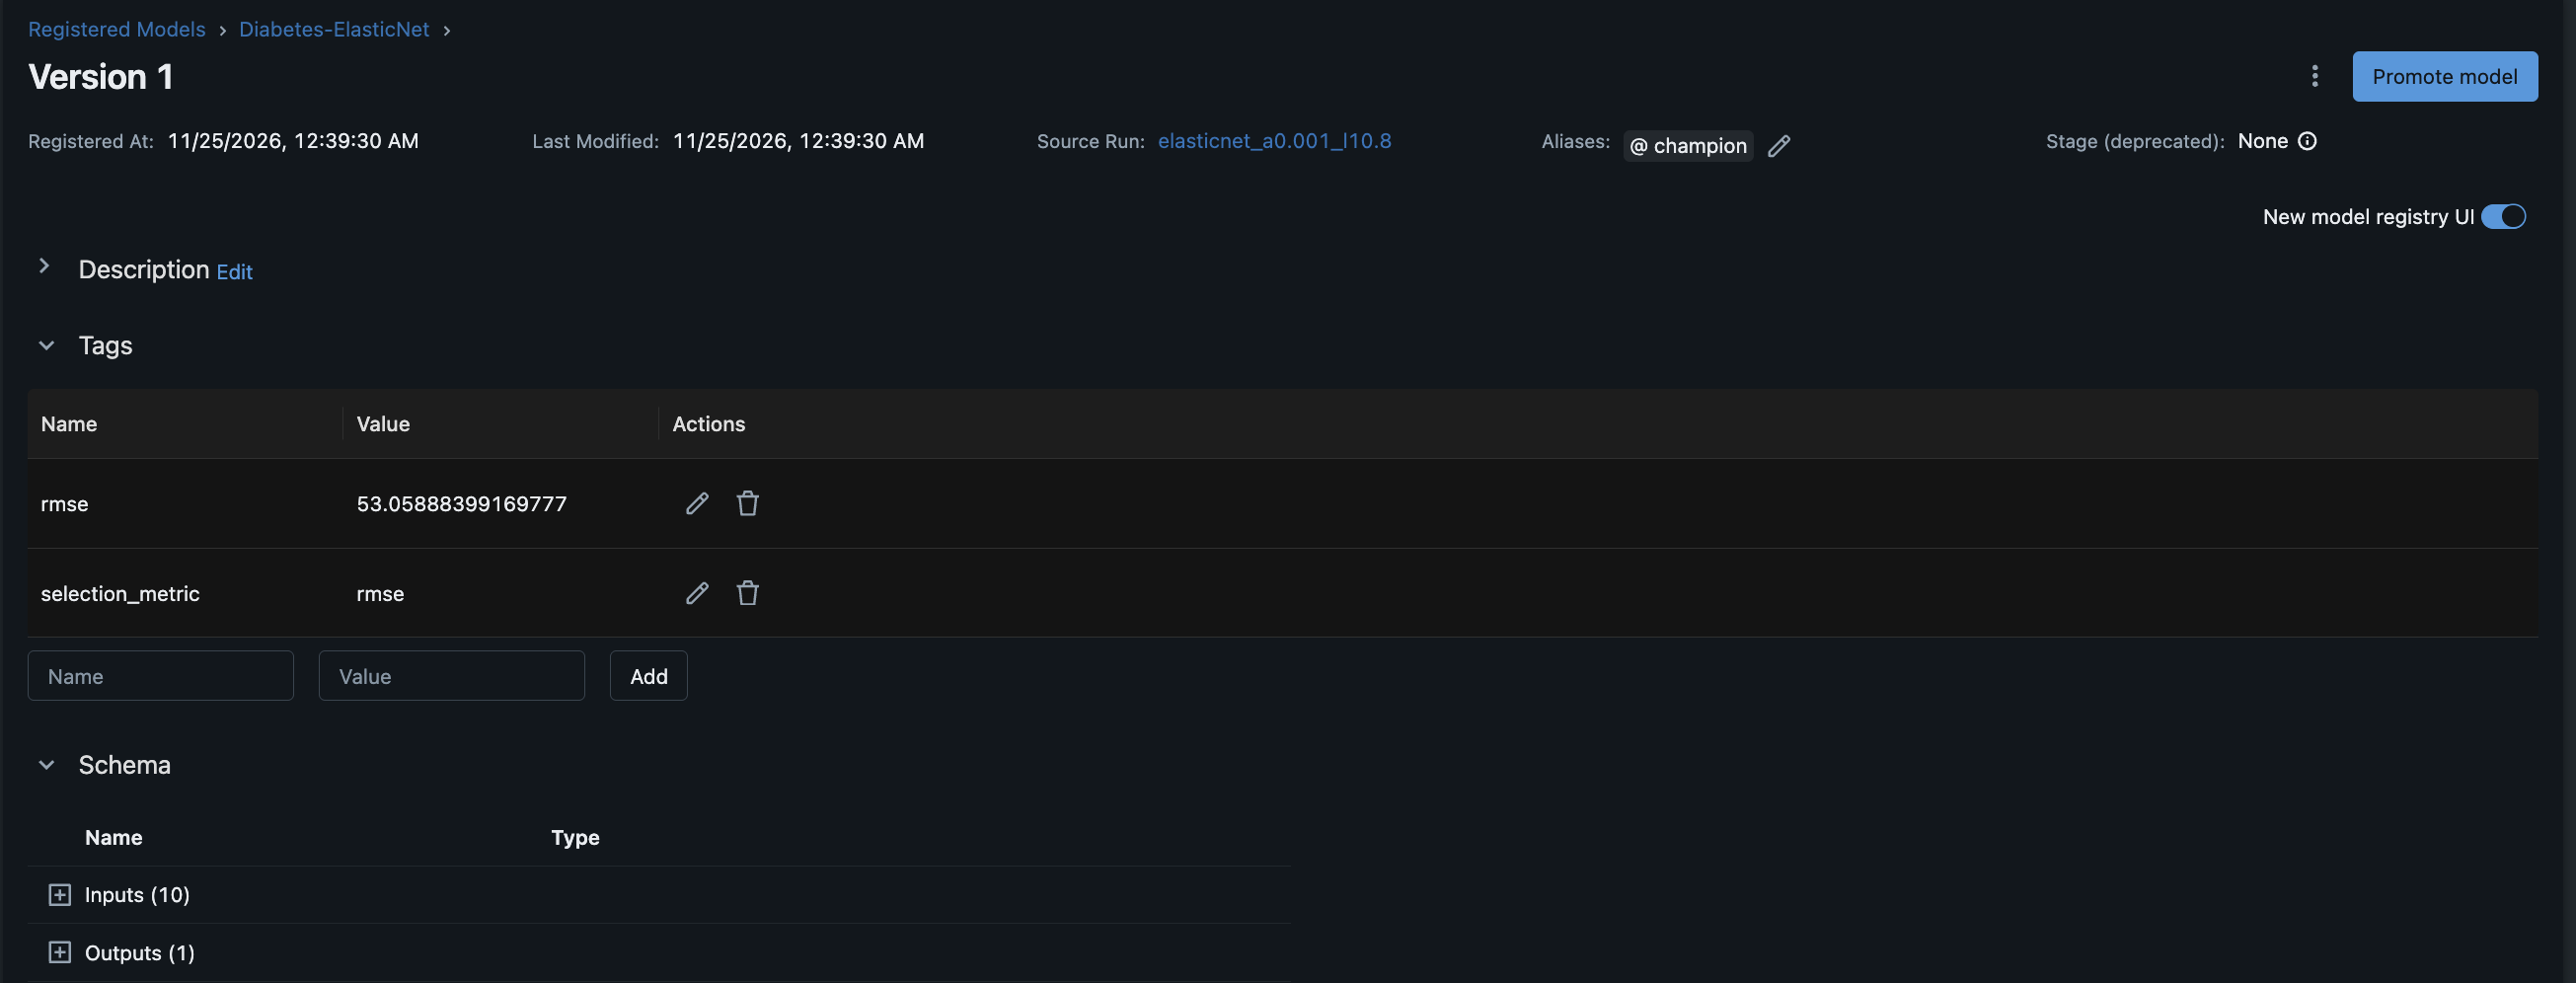 Registered Models › Diabetes-ElasticNet ›
Version 1
Promote model
Registered At: 11/25/2026, 12:39:30 AM Last Modified: 11/25/2026, 12:39:30 AM Source Run: elasticnet_a0.001_l10.8 Aliases: @ champion Stage (deprecated): None
New model registry UI
Description Edit
Tags
Name Value Actions
rmse 53.05888399169777
selection_metric rmse
Name Value Add
Schema
Name Type
Inputs (10)
Outputs (1)